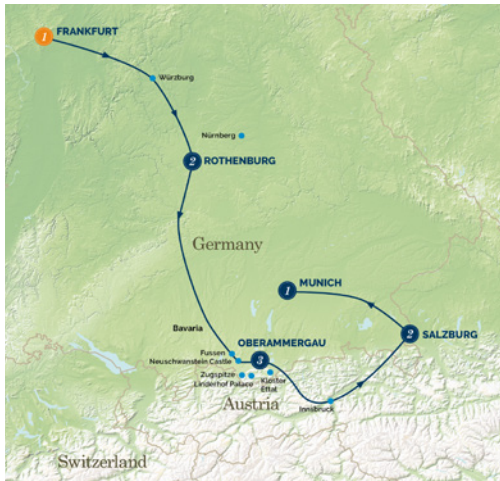 1 FRANKFURT
Würzburg
Nürnberg
2 ROTHENBURG
Germany
1 MUNICH
Bavaria
2 SALZBURG
OBERAMMERGAU
3
Fussen
Neuschwanstein Castle
Zugspitze
Linderhof Palace
Kloster
Ettal
Austria
Innsbruck
Switzerland